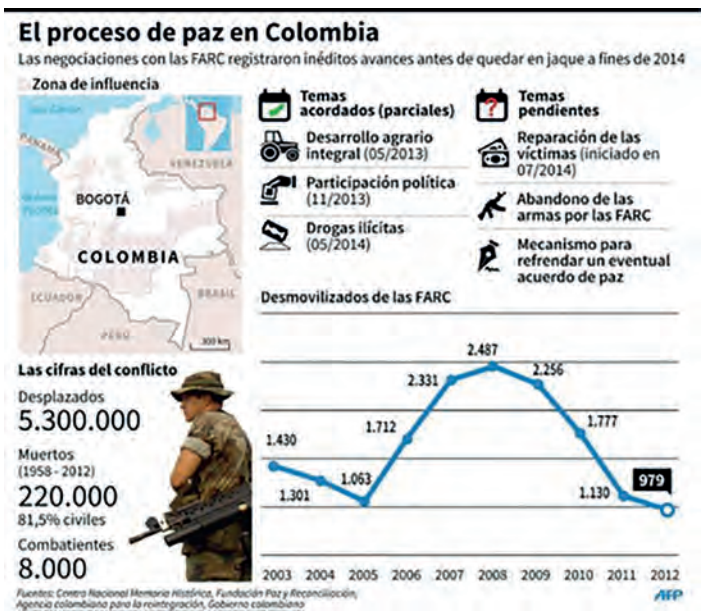 El proceso de paz en Colombia
Las negociaciones con las FARC registraron inéditos avances antes de quedar en jaque a fines de 2014
Zona de influencia
PANAMÁ
VENEZUELA
BOGOTÁ
COLOMBIA
ECUADOR
BRASIL
PERÚ
300 km
Temas
acordados (parciales)
Desarrollo agrario
integral (05/2013)
Participación política
(11/2013)
Drogas ilícitas
(05/2014)
Temas
pendientes
Reparación de las
víctimas (iniciado en
07/2014)
Abandono de las
armas por las FARC
Mecanismo para
refrendar un eventual
acuerdo de paz
Las cifras del conflicto
Desplazados
5.300.000
Muertos
(1958 - 2012)
220.000
81,5% civiles
Combatientes
8.000
Desmovilizados de las FARC
1.430
1.301
1.063
1.712
2.331
2.487
2.256
1.777
1.130
979
2003 2004 2005 2006 2007 2008 2009 2010 2011 2012
Fuentes: Centro Nacional Memoria Histórica, Fundación Paz y Reconciliación,
Agencia colombiana para la reintegración, Gobierno colombiano
AFP